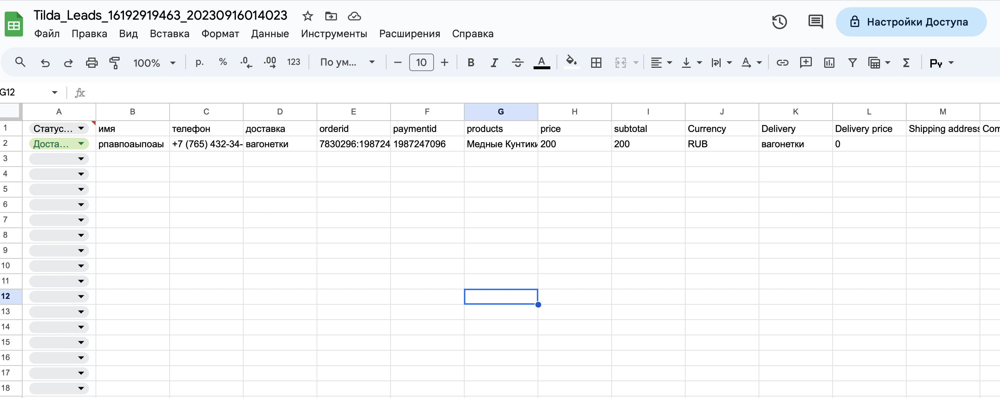 Tilda_Leads_16192919463_20230916014023
Файл Правка Вид Вставка Формат Данные Инструменты Расширения Справка
Настройки Доступа
100% р. % .0 .00 123 По ум... 10 B I A Σ Ру
G12 fx
A B C D E F G H I J K L M
1 Статус... имя телефон доставка orderid paymentid products price subtotal Currency Delivery Delivery price Shipping address Com
2 Доста... рпавпоаыпоаы +7 (765) 432-34- вагонетки 7830296:198724 1987247096 Медные Кунтики 200 200 RUB вагонетки 0
3
4
5
6
7
8
9
10
11
12
13
14
15
16
17
18